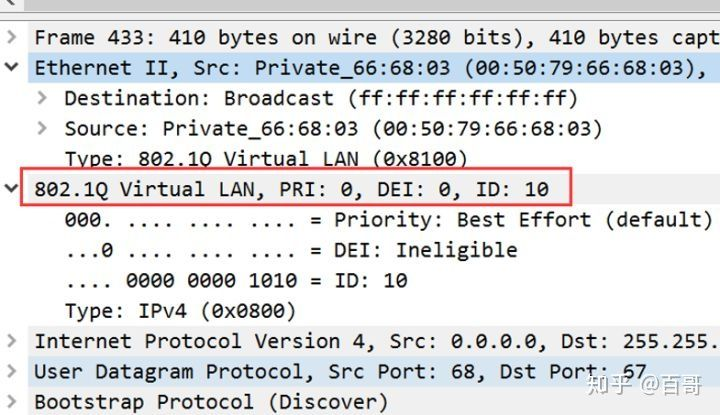 Frame 433: 410 bytes on wire (3280 bits), 410 bytes capt
Ethernet II, Src: Private_66:68:03 (00:50:79:66:68:03),
Destination: Broadcast (ff:ff:ff:ff:ff:ff)
Source: Private_66:68:03 (00:50:79:66:68:03)
Type: 802.1Q Virtual LAN (0x8100)
802.1Q Virtual LAN, PRI: 0, DEI: 0, ID: 10
000. .... .... .... = Priority: Best Effort (default)
...0 .... .... .... = DEI: Ineligible
.... 0000 0000 1010 = ID: 10
Type: IPv4 (0x0800)
Internet Protocol Version 4, Src: 0.0.0.0, Dst: 255.255.
User Datagram Protocol, Src Port: 68, Dst Port: 67
Bootstrap Protocol (Discover)
知乎 @百哥